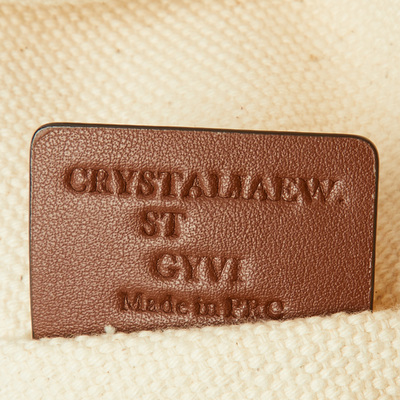 CRYSTALIAEW.
ST
GYVI
Made in PRC